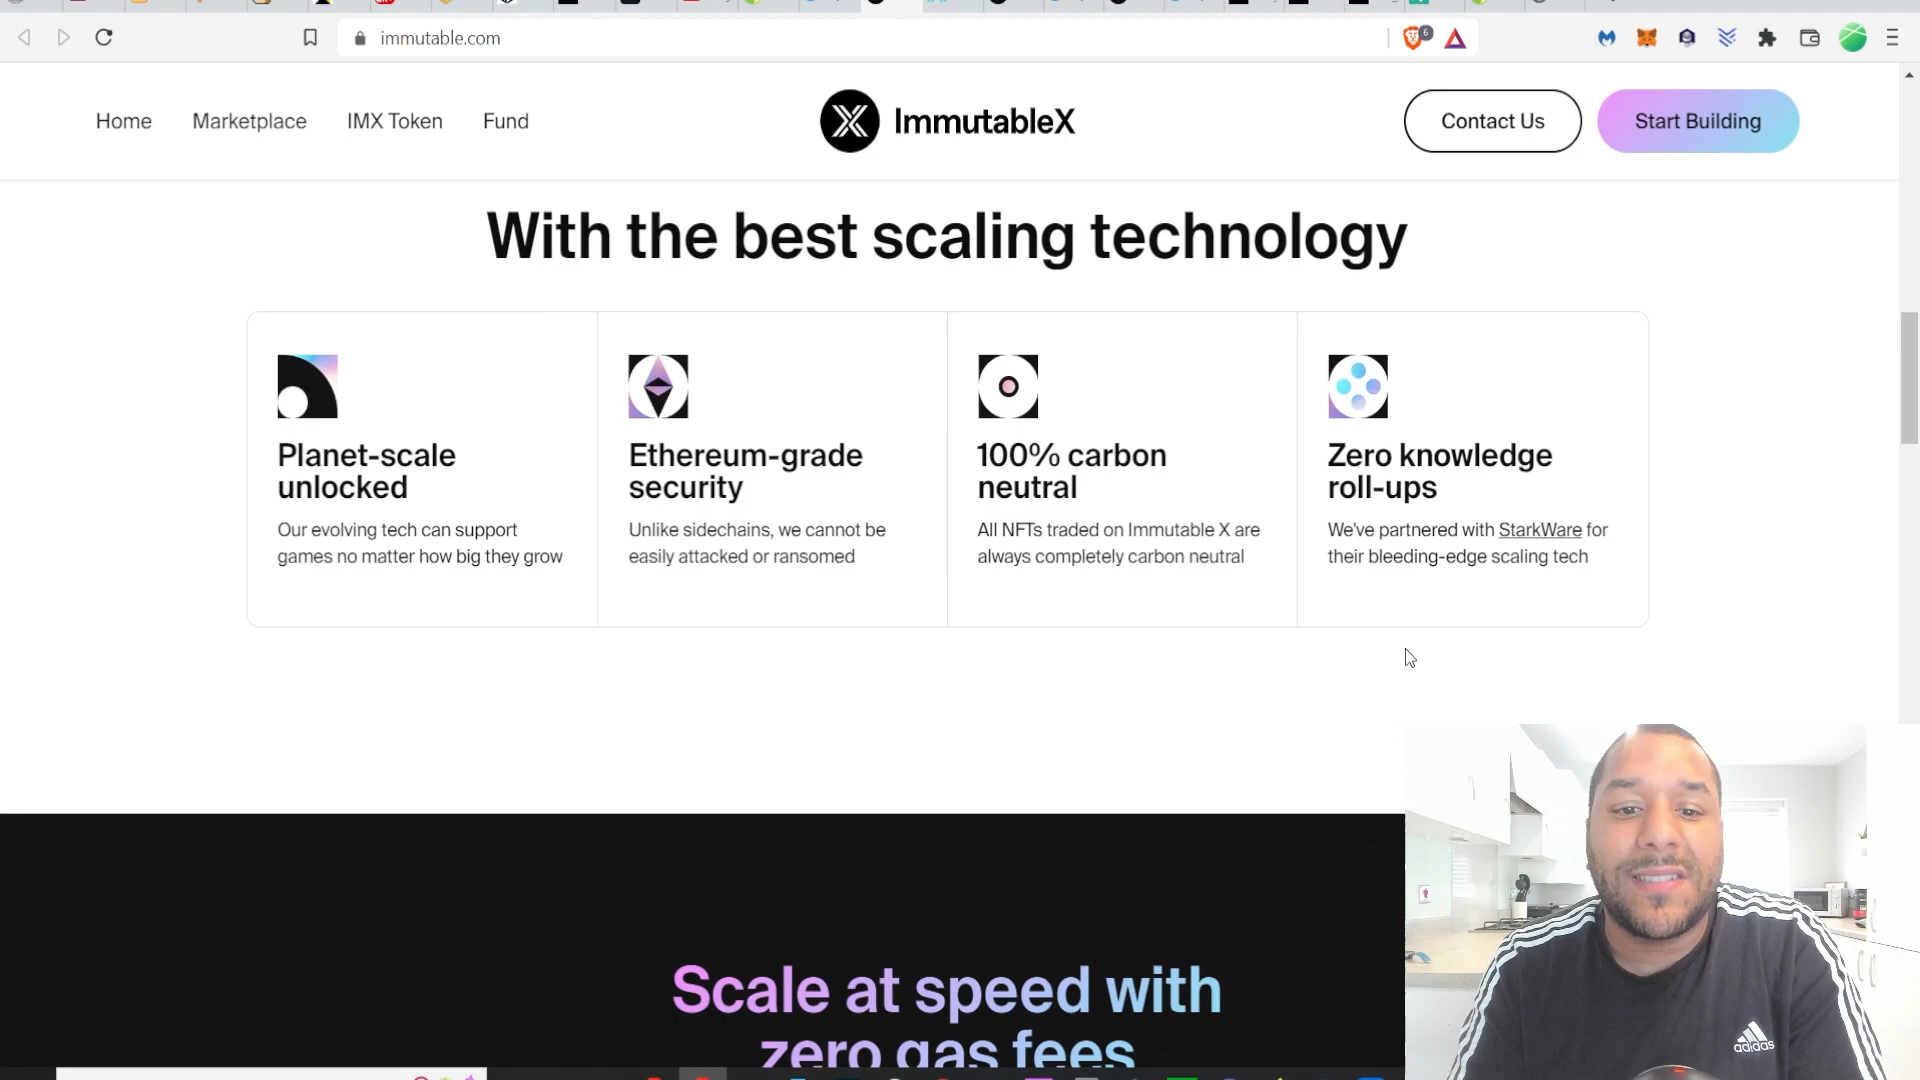 immutable.com
6
Home
Marketplace
IMX Token
Fund
ImmutableX
Contact Us
Start Building
With the best scaling technology
Planet-scale
unlocked
Our evolving tech can support
games no matter how big they grow
Ethereum-grade
security
Unlike sidechains, we cannot be
easily attacked or ransomed
100% carbon
neutral
All NFTs traded on Immutable X are
always completely carbon neutral
Zero knowledge
roll-ups
We've partnered with StarkWare for
their bleeding-edge scaling tech
Scale at speed with
zero gas fees
adidas